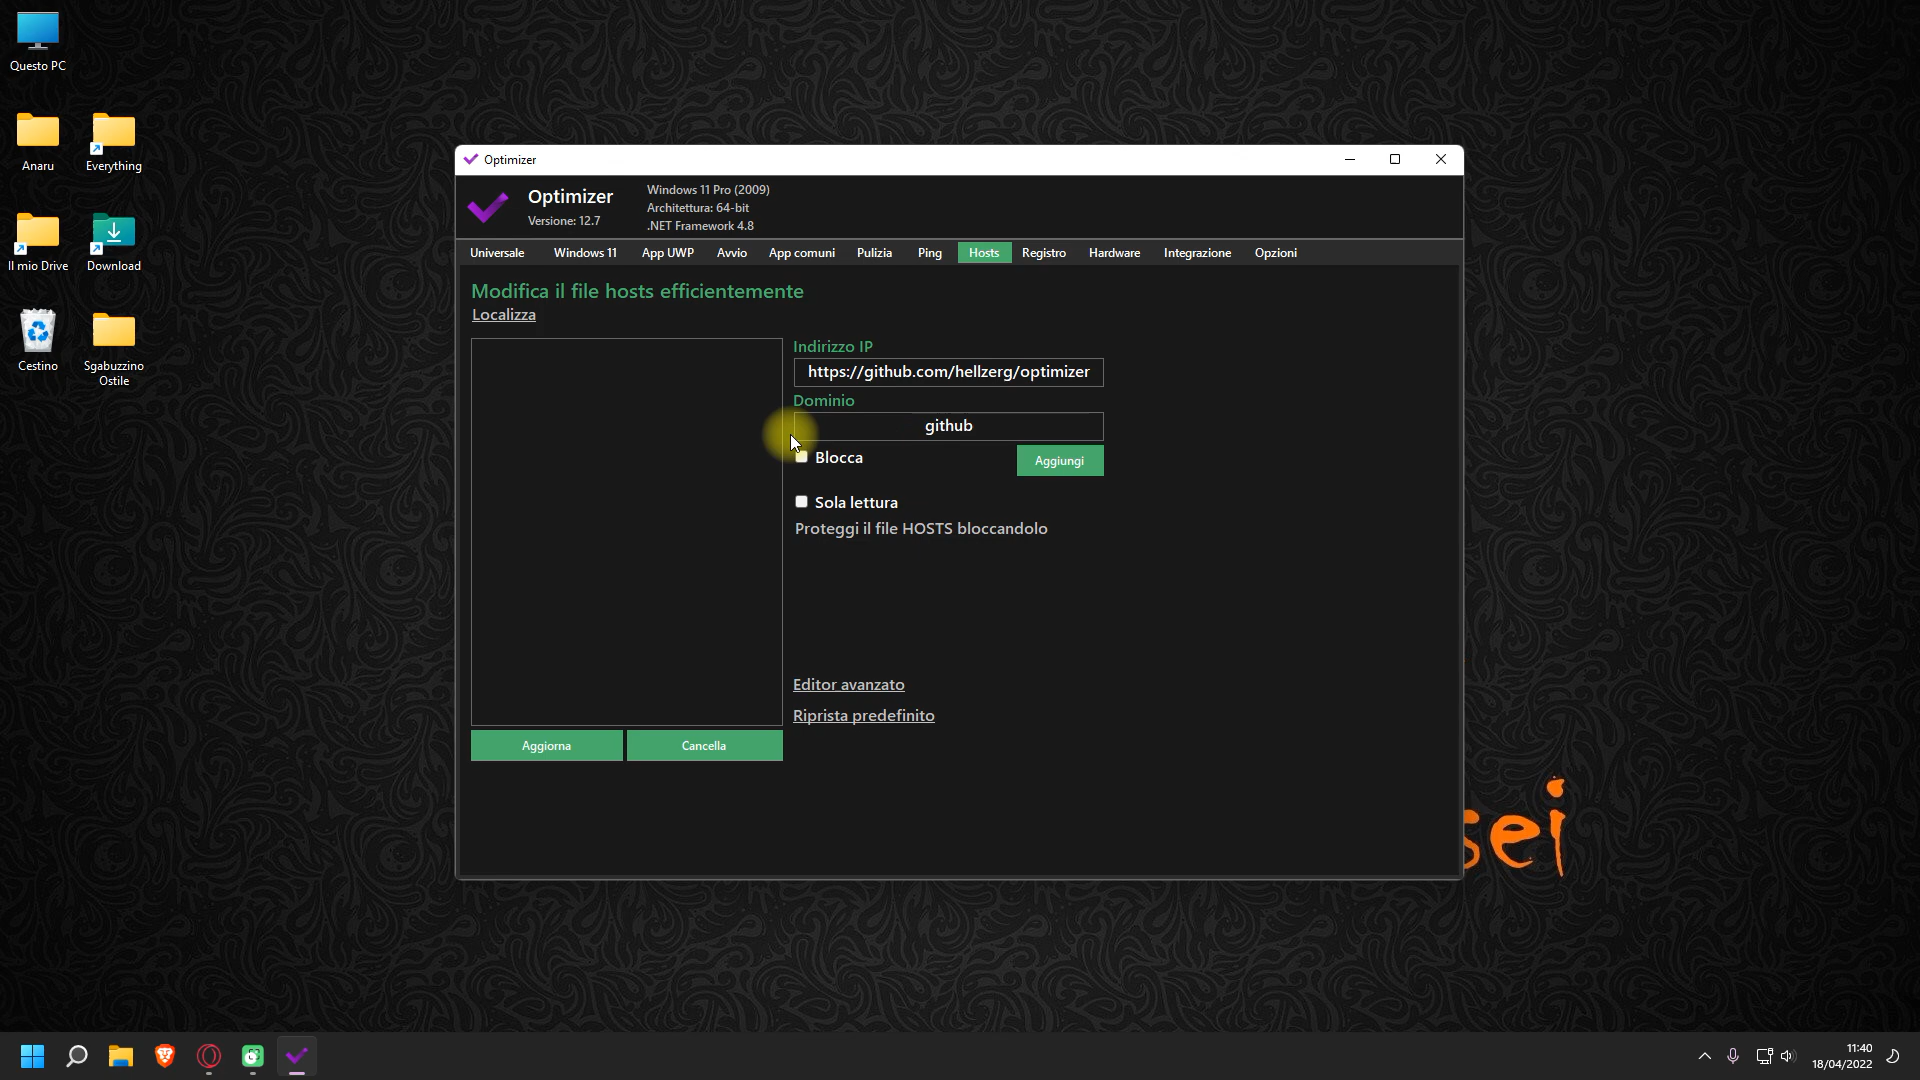 Questo PC
Anaru
Everything
Il mio Drive
Download
Cestino
Sgabuzzino
Ostile
Optimizer
Optimizer
Versione: 12.7
Windows 11 Pro (2009)
Architettura: 64-bit
.NET Framework 4.8
Universale
Windows 11
App UWP
Avvio
App comuni
Pulizia
Ping
Hosts
Registro
Hardware
Integrazione
Opzioni
Modifica il file hosts efficientemente
Localizza
Indirizzo IP
https://github.com/hellzerg/optimizer
Dominio
github
Blocca
Aggiungi
Sola lettura
Proteggi il file HOSTS bloccandolo
Editor avanzato
Riprista predefinito
Aggiorna
Cancella
sei
11:40
18/04/2022